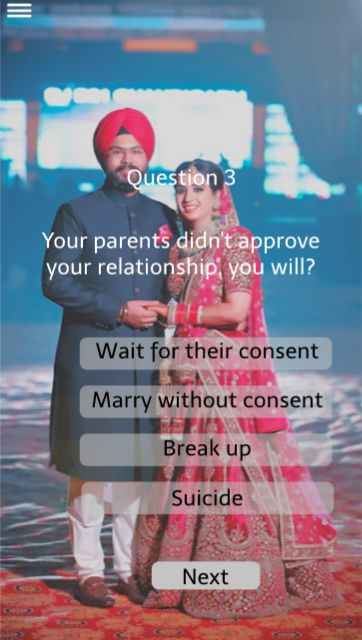 Question 3
Your parents didn't approve
your relationship, you will?
Wait for their consent
Marry without consent
Break up
Suicide
Next